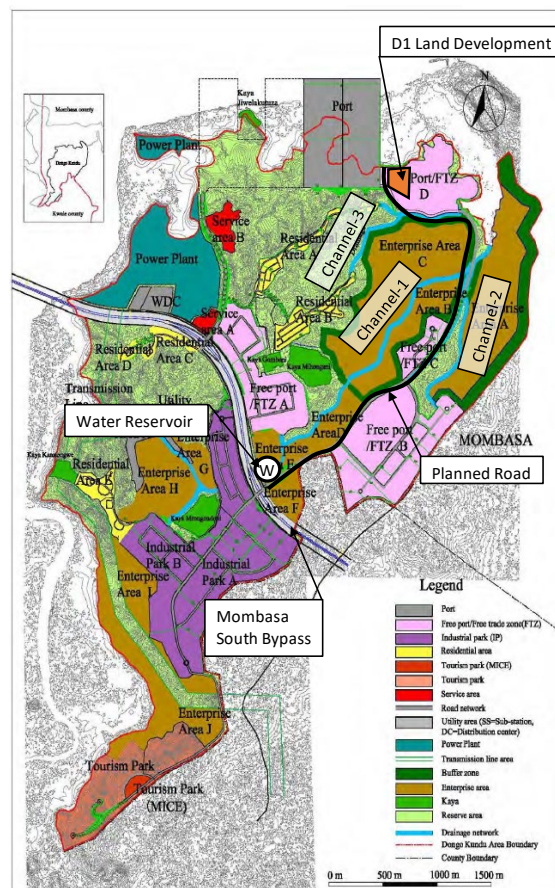 D1 Land Development
N
Mombasa
county
Dongo Kundu
Kwale county
Kaya
Jiwelakutuza
Port
Power Plant
Port/FTZ
D
Service
area B
Residential
Area A
Channel-3
Enterprise Area
C
Power Plant
Channel-1
Enterprise
Area B
Channel-2
Enterprise
Area A
WDC
Service
area A
Residential
Area B
Residential
Area D
Residential
Area C
Free port
/FTZ C
Transmission
Line
Utility
Free port
/FTZ A
Water Reservoir
Enterprise
Area D
Free port
/FTZ B
MOMBASA
Planned Road
Enterprise
Area
G
Residential
Enterprise
Area H
Enterprise
W
Enterprise
Area F
Industrial
Park B
Industrial
Park A
Enterprise
Area I
Mombasa
South Bypass
Enterprise
Area J
Tourism Park
Tourism Park
(MICE)
Legend
Port
Free port/Free trade zone(FTZ)
Industrial park (IP)
Residential area
Tourism park (MICE)
Tourism park
Service area
Road network
Utility area (SS=Sub-station,
DC=Distribution center)
Power Plant
Transmission line area
Buffer zone
Enterprise area
Kaya
Reserve area
Drainage network
Dongo Kundu Area Boundary
County Boundary
0 m 500 m 1000 m 1500 m